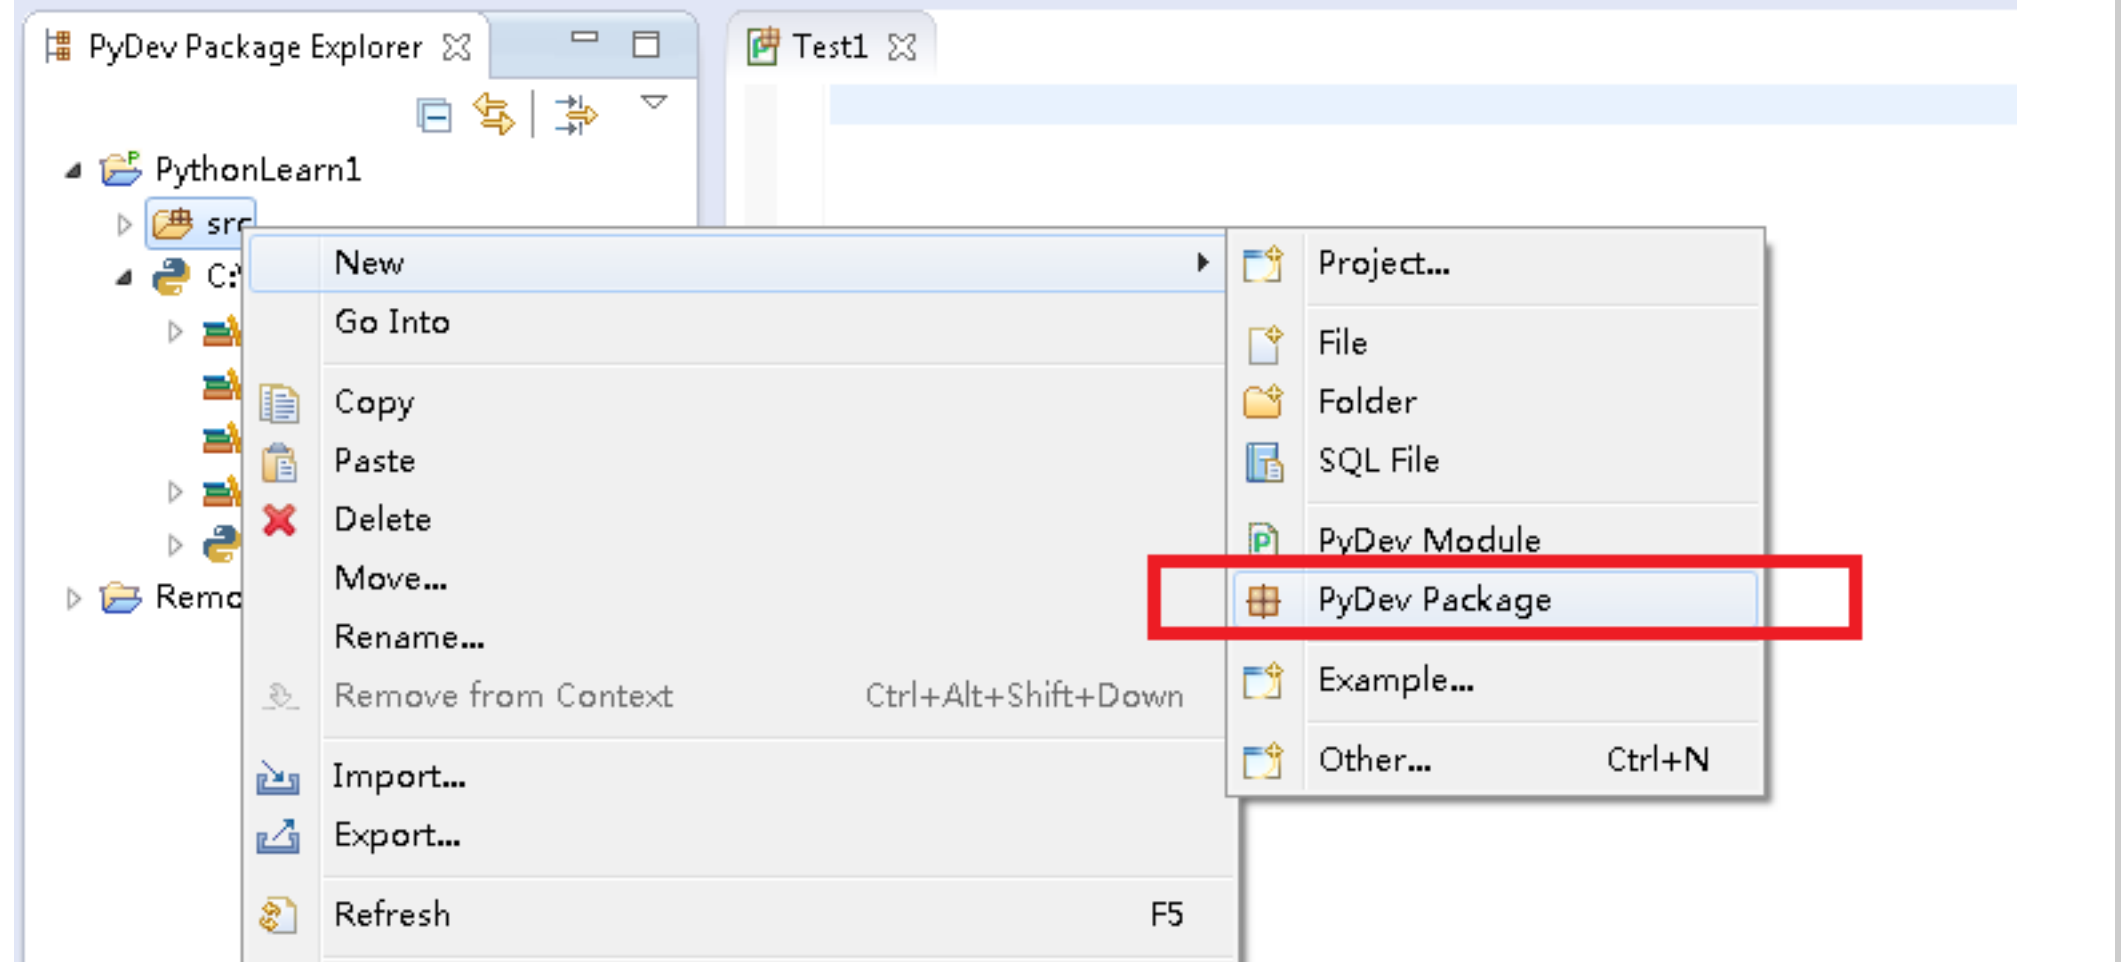 PyDev Package Explorer
Test1
PythonLearn1
src
C:\
New
Go Into
Copy
Paste
Delete
Move...
Rename...
Remove from Context Ctrl+Alt+Shift+Down
Import...
Export...
Refresh F5
Project...
File
Folder
SQL File
PyDev Module
PyDev Package
Example...
Other... Ctrl+N